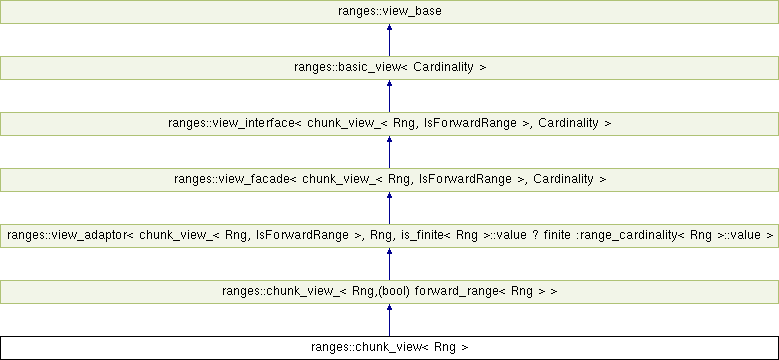 ranges::view_base
ranges::basic_view< Cardinality >
ranges::view_interface< chunk_view_< Rng, IsForwardRange >, Cardinality >
ranges::view_facade< chunk_view_< Rng, IsForwardRange >, Cardinality >
ranges::view_adaptor< chunk_view_< Rng, IsForwardRange >, Rng, is_finite< Rng >::value ? finite :range_cardinality< Rng >::value >
ranges::chunk_view_< Rng,(bool) forward_range< Rng > >
ranges::chunk_view< Rng >